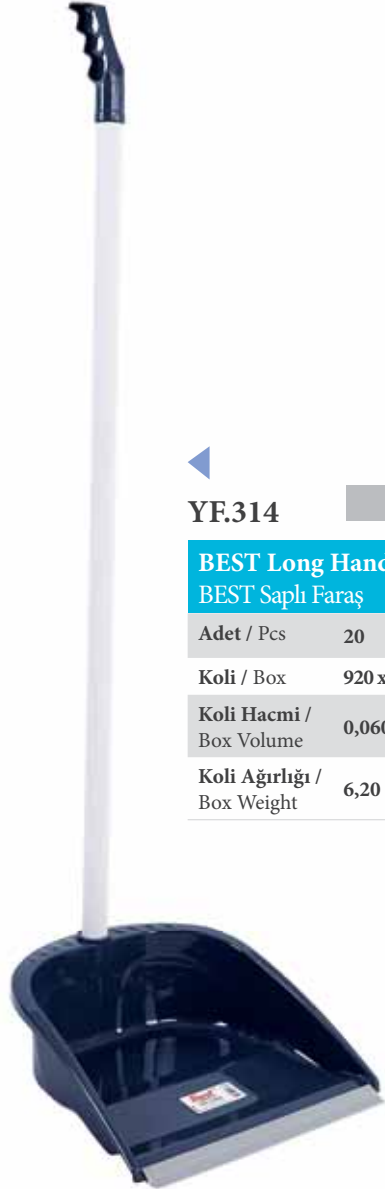 YF.314
BEST Long Hand
BEST Saplı Faraş
Adet / Pcs 20
Koli / Box 920 x
Koli Hacmi / Box Volume 0,060
Koli Ağırlığı / Box Weight 6,20